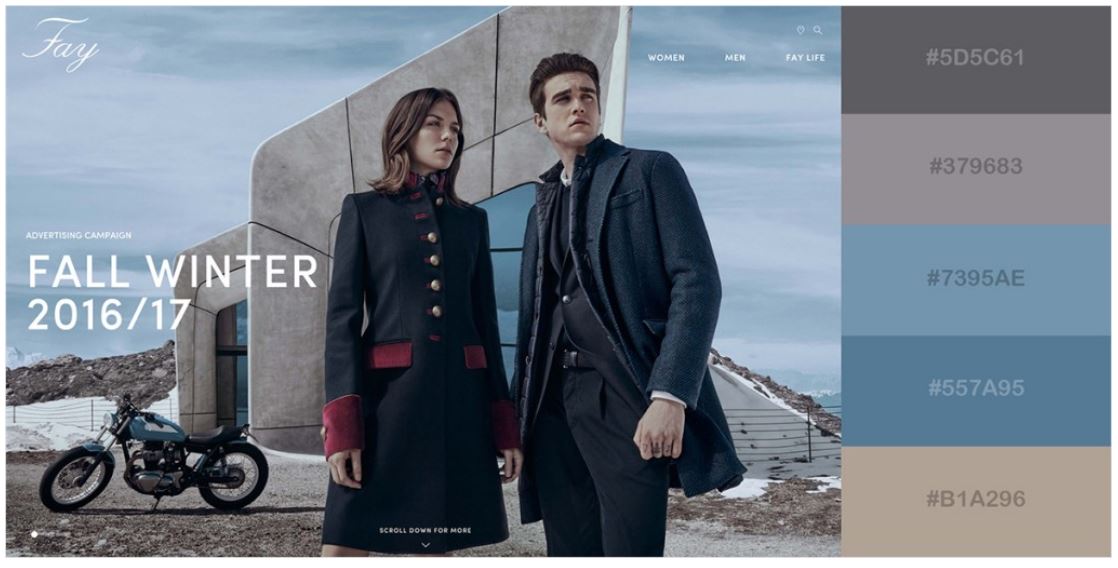 Fay
WOMEN MEN FAY LIFE
ADVERTISING CAMPAIGN
FALL WINTER
2016/17
SCROLL DOWN FOR MORE
#5D5C61
#379683
#7395AE
#557A95
#B1A296